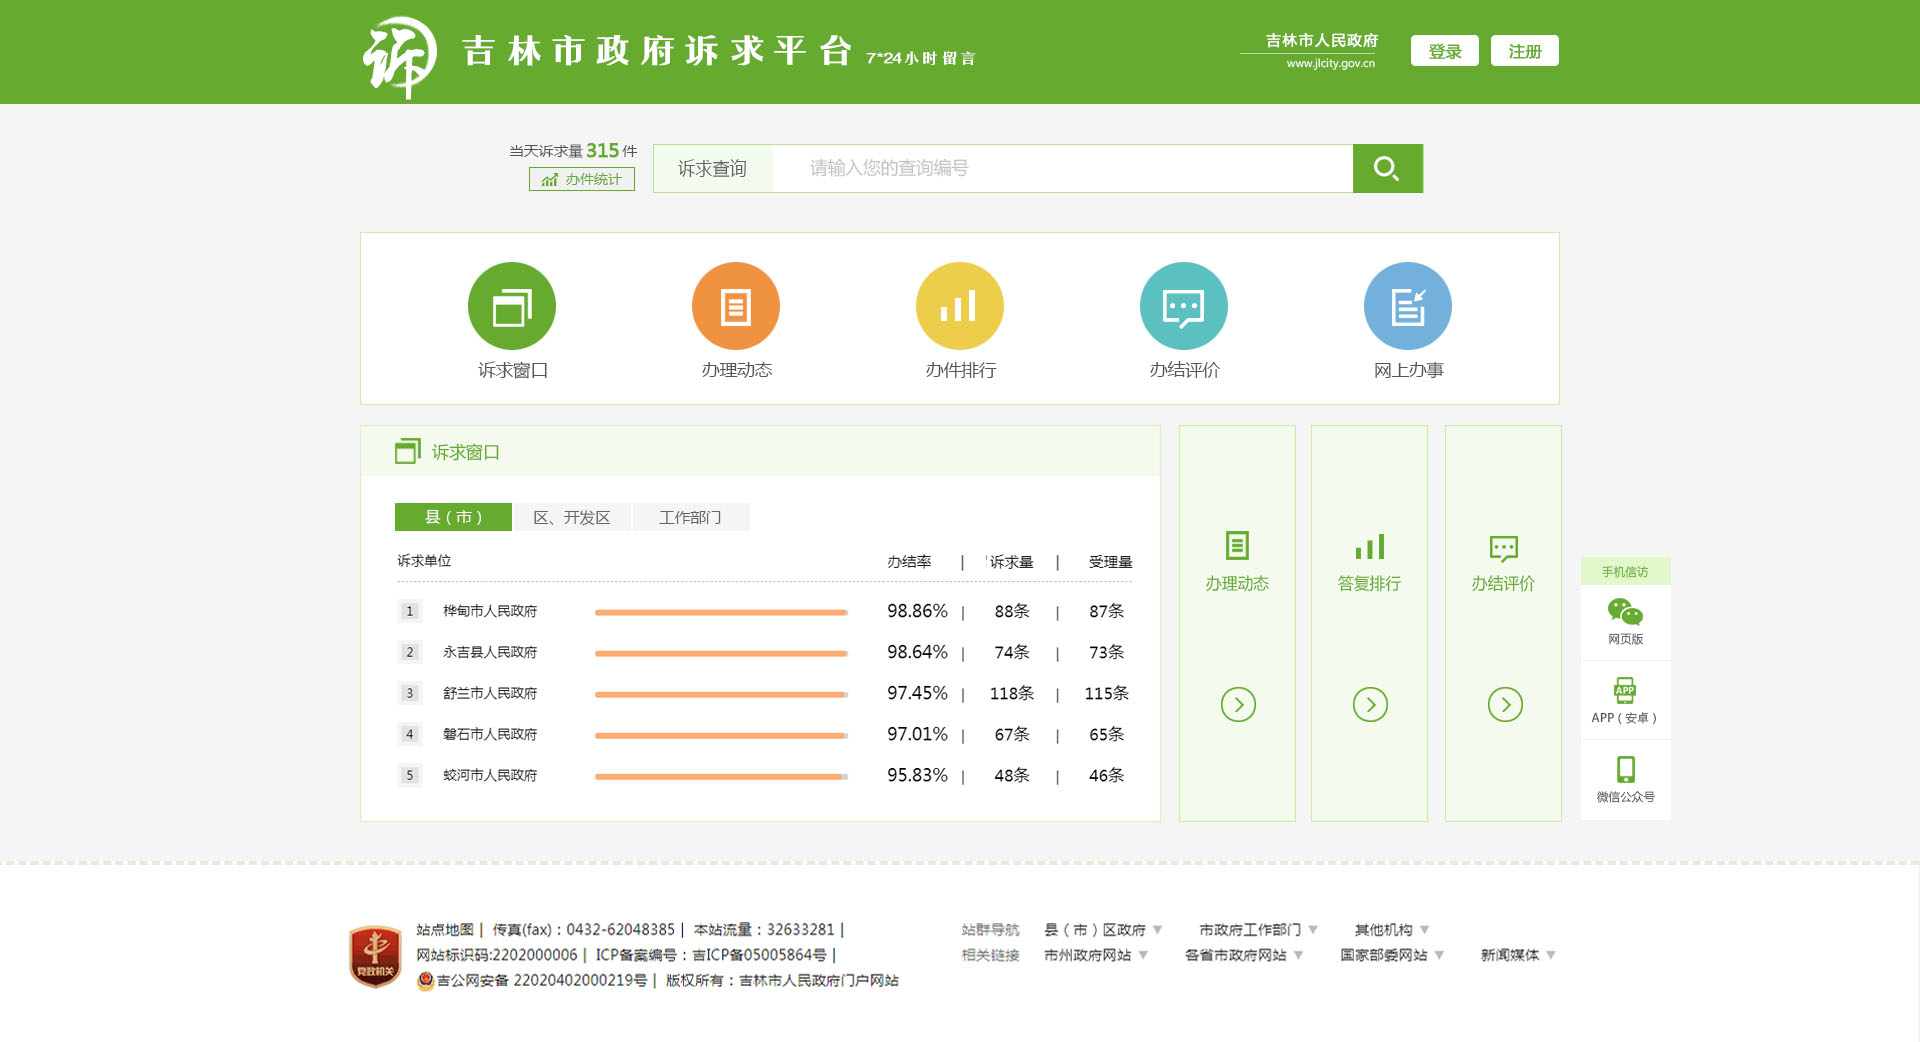 诉 吉林市政府诉求平台 7*24小时留言
吉林市人民政府
www.jlcity.gov.cn
登录 注册
当天诉求量 315 件
办件统计
诉求查询 请输入您的查询编号
诉求窗口 办理动态 办件排行 办结评价 网上办事
诉求窗口
县（市） 区、开发区 工作部门
诉求单位 办结率 | 诉求量 | 受理量
1 桦甸市人民政府 98.86% | 88条 | 87条
2 永吉县人民政府 98.64% | 74条 | 73条
3 舒兰市人民政府 97.45% | 118条 | 115条
4 磐石市人民政府 97.01% | 67条 | 65条
5 蛟河市人民政府 95.83% | 48条 | 46条
办理动态 答复排行 办结评价
手机信访
网页版
APP
APP（安卓）
微信公众号
党政机关
站点地图 | 传真(fax)：0432-62048385 | 本站流量：32633281 |
网站标识码:2202000006 | ICP备案编号：吉ICP备05005864号 |
吉公网安备 22020402000219号 | 版权所有：吉林市人民政府门户网站
站群导航 县（市）区政府 市政府工作部门 其他机构
相关链接 市州政府网站 各省市政府网站 国家部委网站 新闻媒体